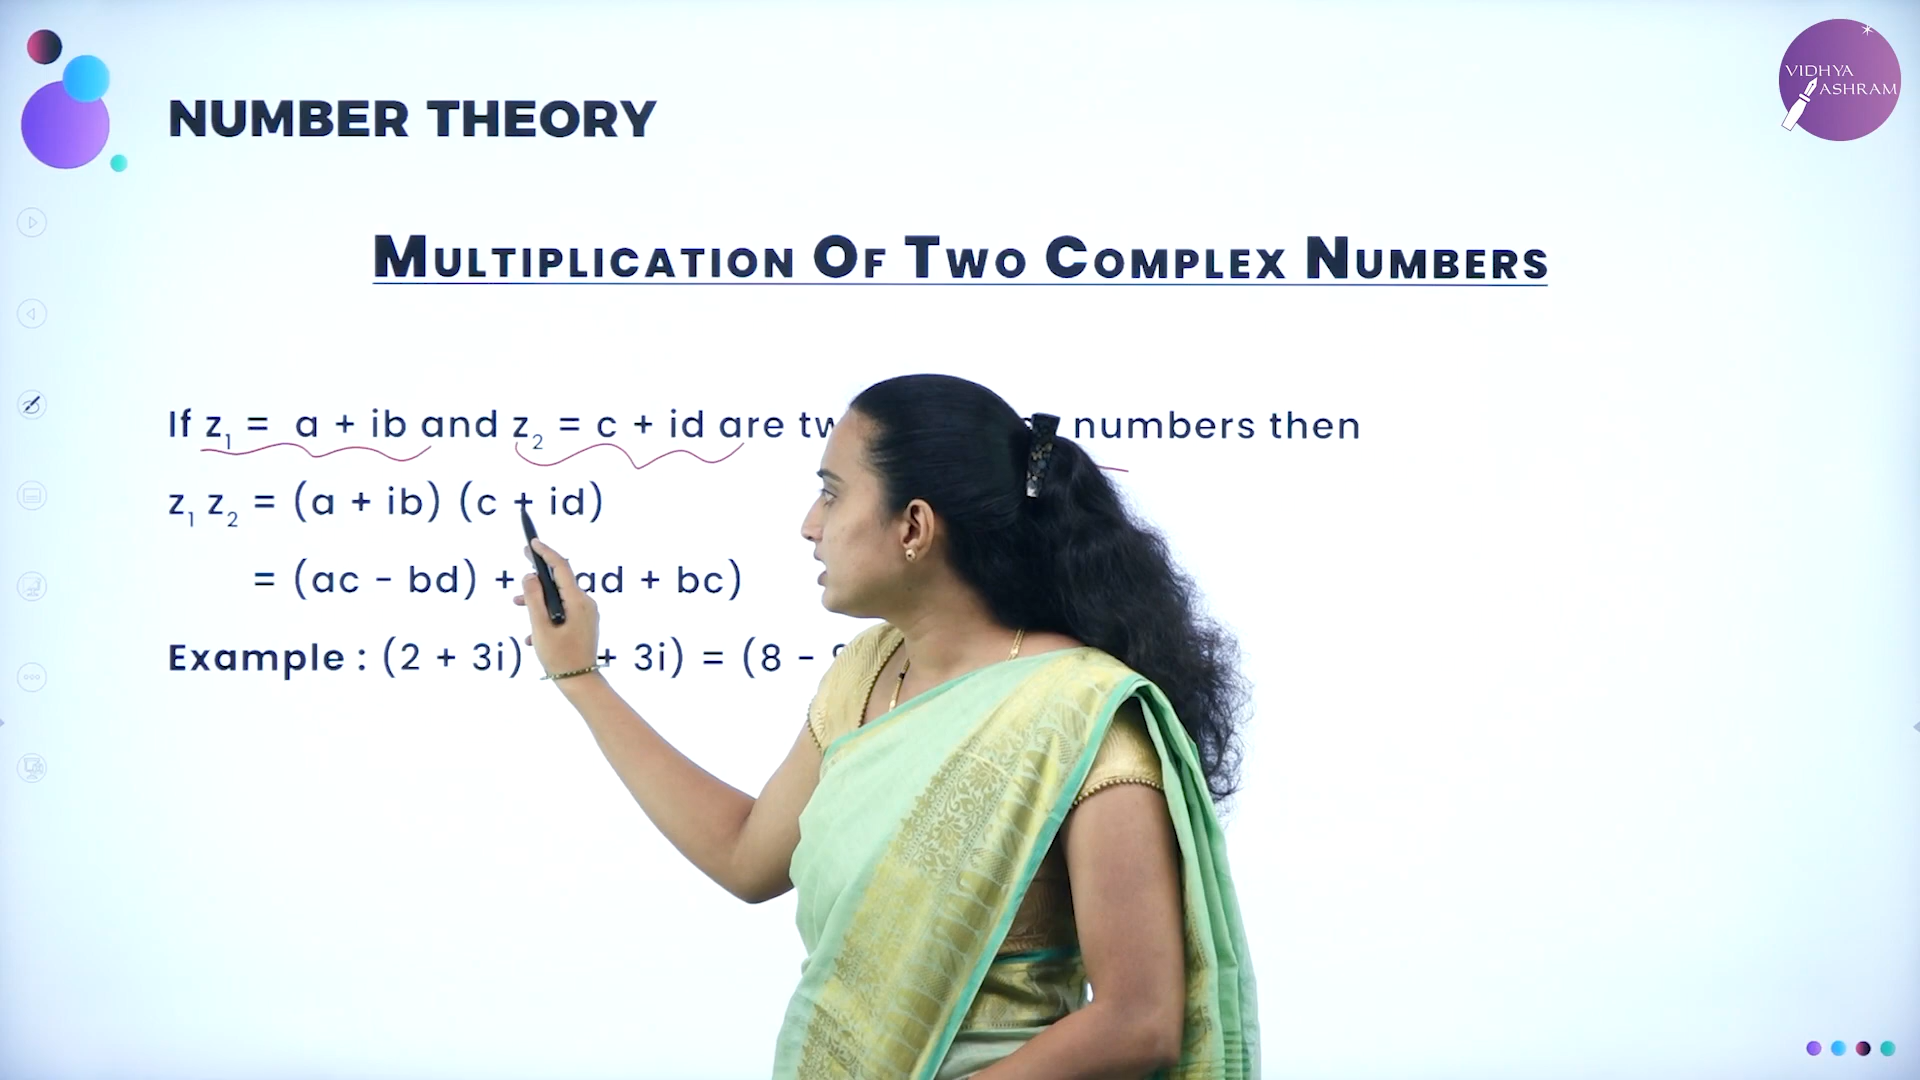 VIDHYA
ASHRAM
NUMBER THEORY
MULTIPLICATION OF TWO COMPLEX NUMBERS
If z₁ = a + ib and z₂ = c + id are numbers then
z₁ z₂ = (a + ib) (c + id)
= (ac - bd) + ad + bc)
Example : (2 + 3i) + 3i) = (8 -